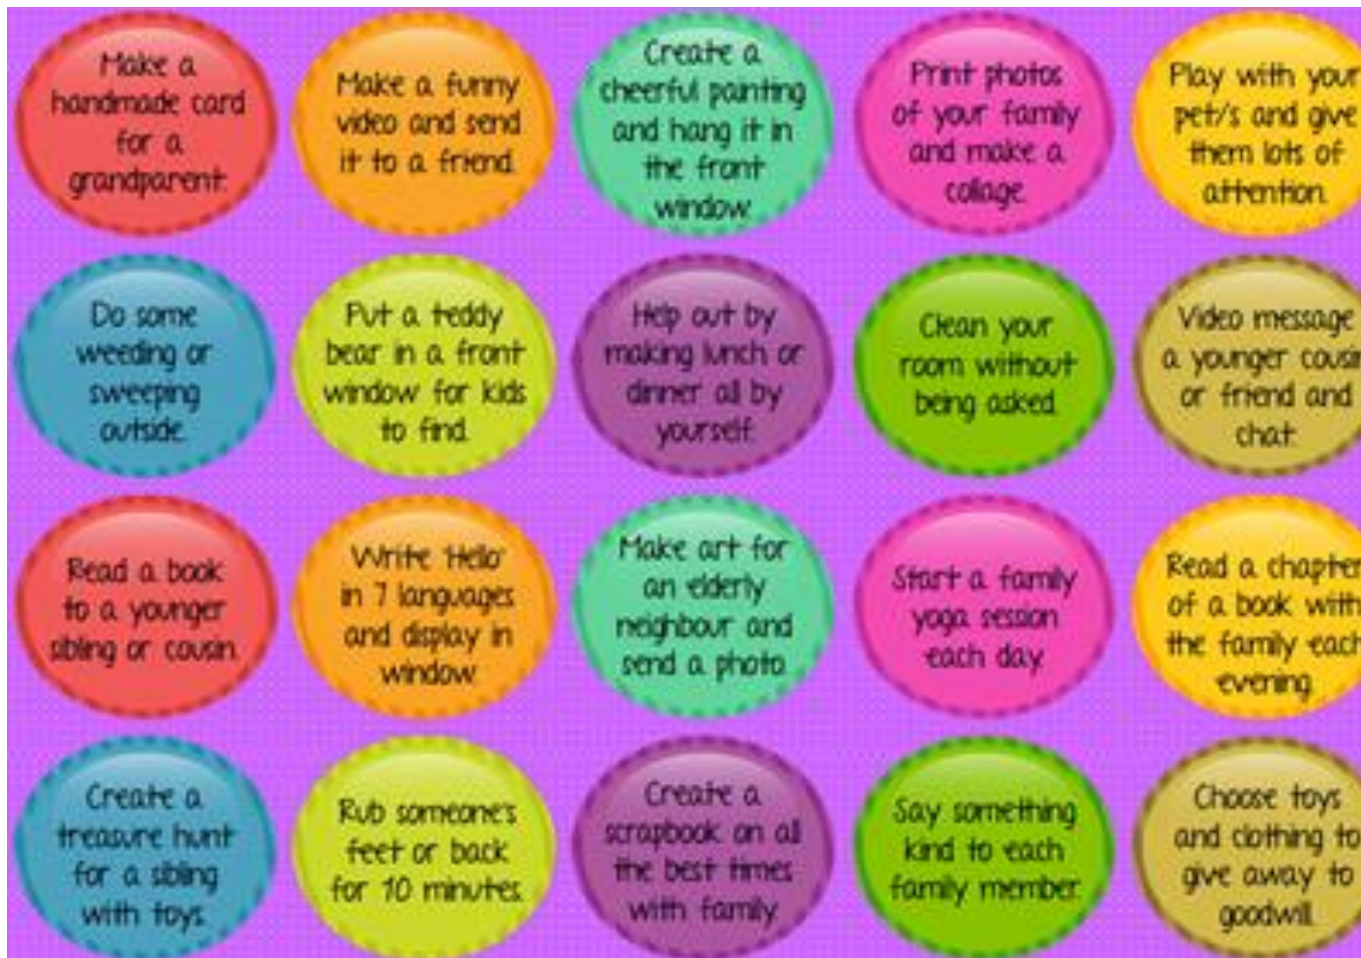 Make a
handmade card
for a
grandparent.
Make a funny
video and send
it to a friend.
Create a
cheerful painting
and hang it in
the front
window.
Print photos
of your family
and make a
collage.
Play with your
pet/s and give
them lots of
attention.
Do some
weeding or
sweeping
outside.
Put a teddy
bear in a front
window for kids
to find.
Help out by
making lunch or
dinner all by
yourself.
Clean your
room without
being asked.
Video message
a younger cousin
or friend and
chat.
Read a book
to a younger
sibling or cousin.
Write 'Hello'
in 7 languages
and display in
window.
Make art for
an elderly
neighbour and
send a photo.
Start a family
yoga session
each day.
Read a chapter
of a book with
the family each
evening.
Create a
treasure hunt
for a sibling
with toys.
Rub someone's
feet or back
for 10 minutes.
Create a
scrapbook on all
the best times
with family.
Say something
kind to each
family member.
Choose toys
and clothing to
give away to
goodwill.